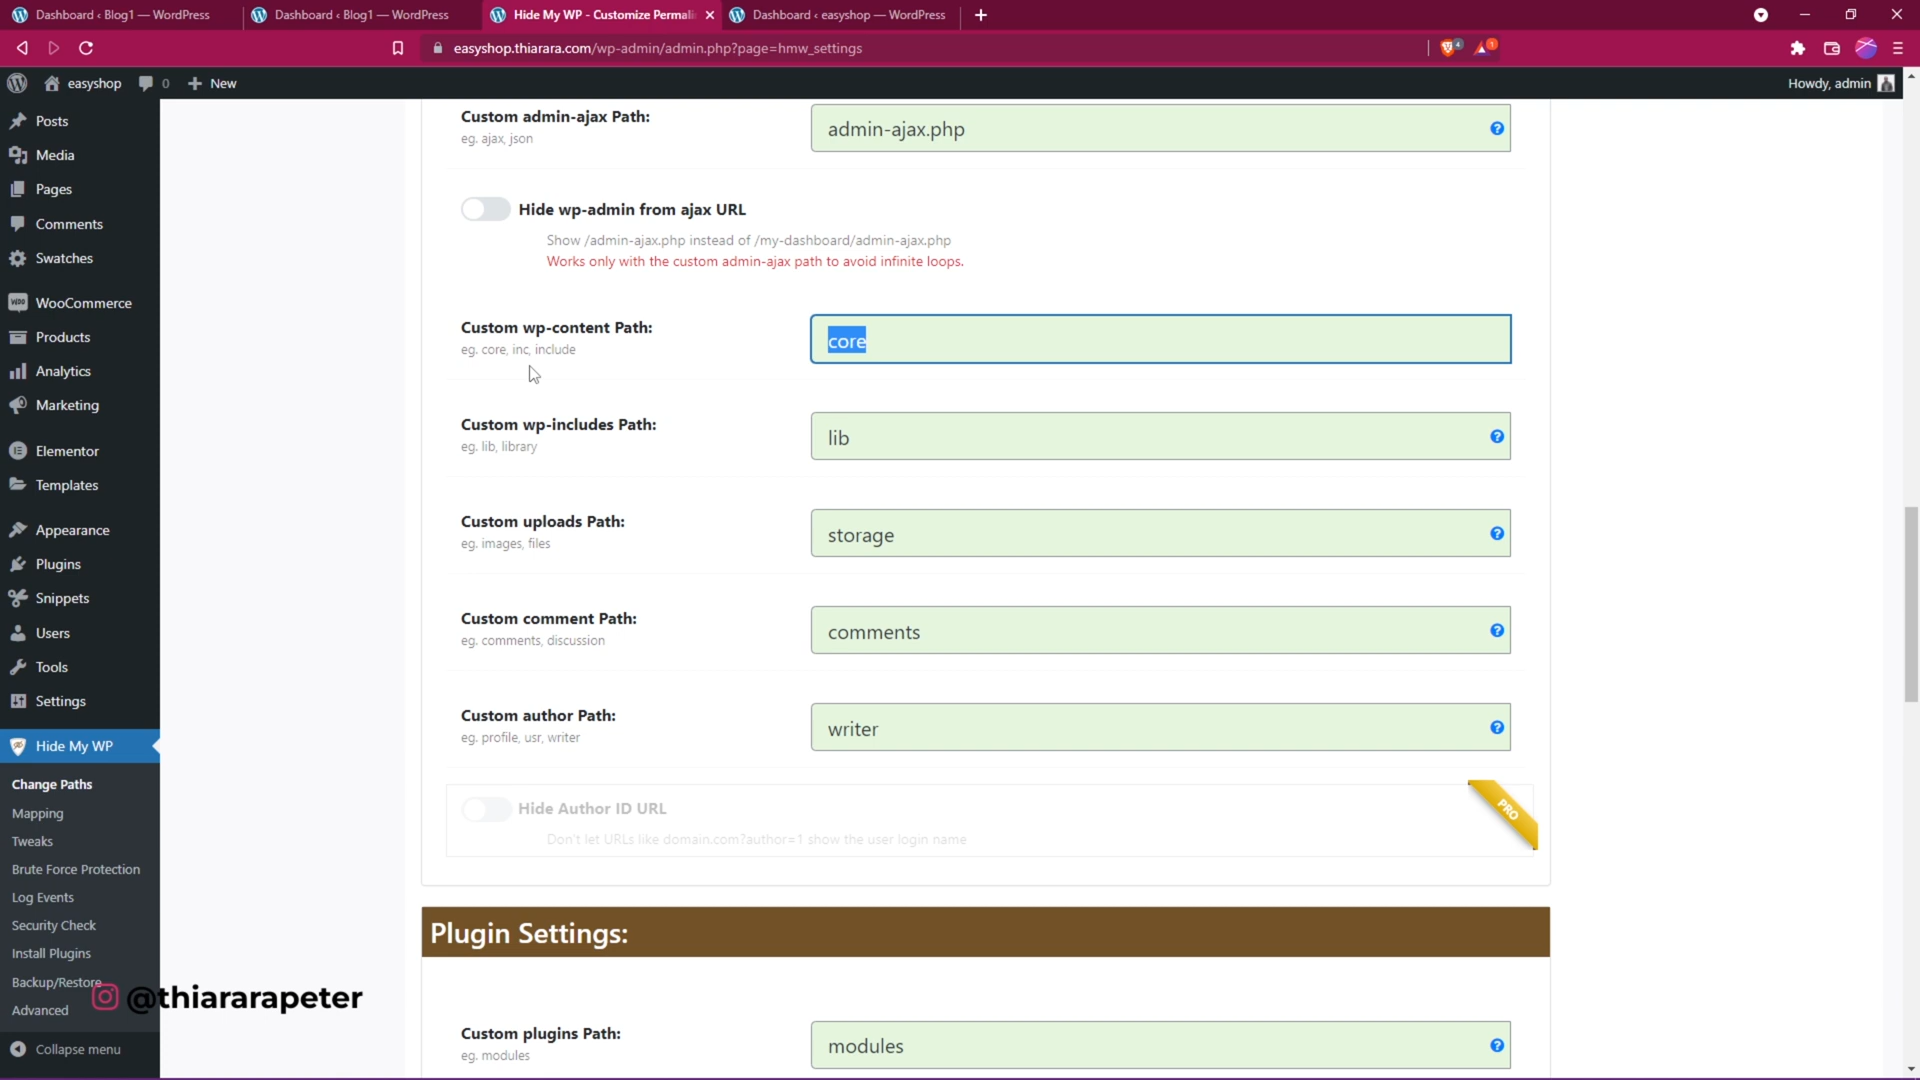 Dashboard ‹ Blog1 — WordPress
Dashboard ‹ Blog1 — WordPress
Hide My WP - Customize Permali
Dashboard ‹ easyshop — WordPress
easyshop.thiarara.com/wp-admin/admin.php?page=hmw_settings
4
1
easyshop
0
New
Howdy, admin
Posts
Media
Pages
Comments
Swatches
WooCommerce
Products
Analytics
Marketing
Elementor
Templates
Appearance
Plugins
Snippets
Users
Tools
Settings
Hide My WP
Change Paths
Mapping
Tweaks
Brute Force Protection
Log Events
Security Check
Install Plugins
Backup/Restore
Advanced
Collapse menu
@thiararapeter
Custom admin-ajax Path:
eg. ajax, json
admin-ajax.php
Hide wp-admin from ajax URL
Show /admin-ajax.php instead of /my-dashboard/admin-ajax.php
Works only with the custom admin-ajax path to avoid infinite loops.
Custom wp-content Path:
eg. core, inc, include
core
Custom wp-includes Path:
eg. lib, library
lib
Custom uploads Path:
eg. images, files
storage
Custom comment Path:
eg. comments, discussion
comments
Custom author Path:
eg. profile, usr, writer
writer
Hide Author ID URL
Don't let URLs like domain.com?author=1 show the user login name
PRO
Plugin Settings:
Custom plugins Path:
eg. modules
modules